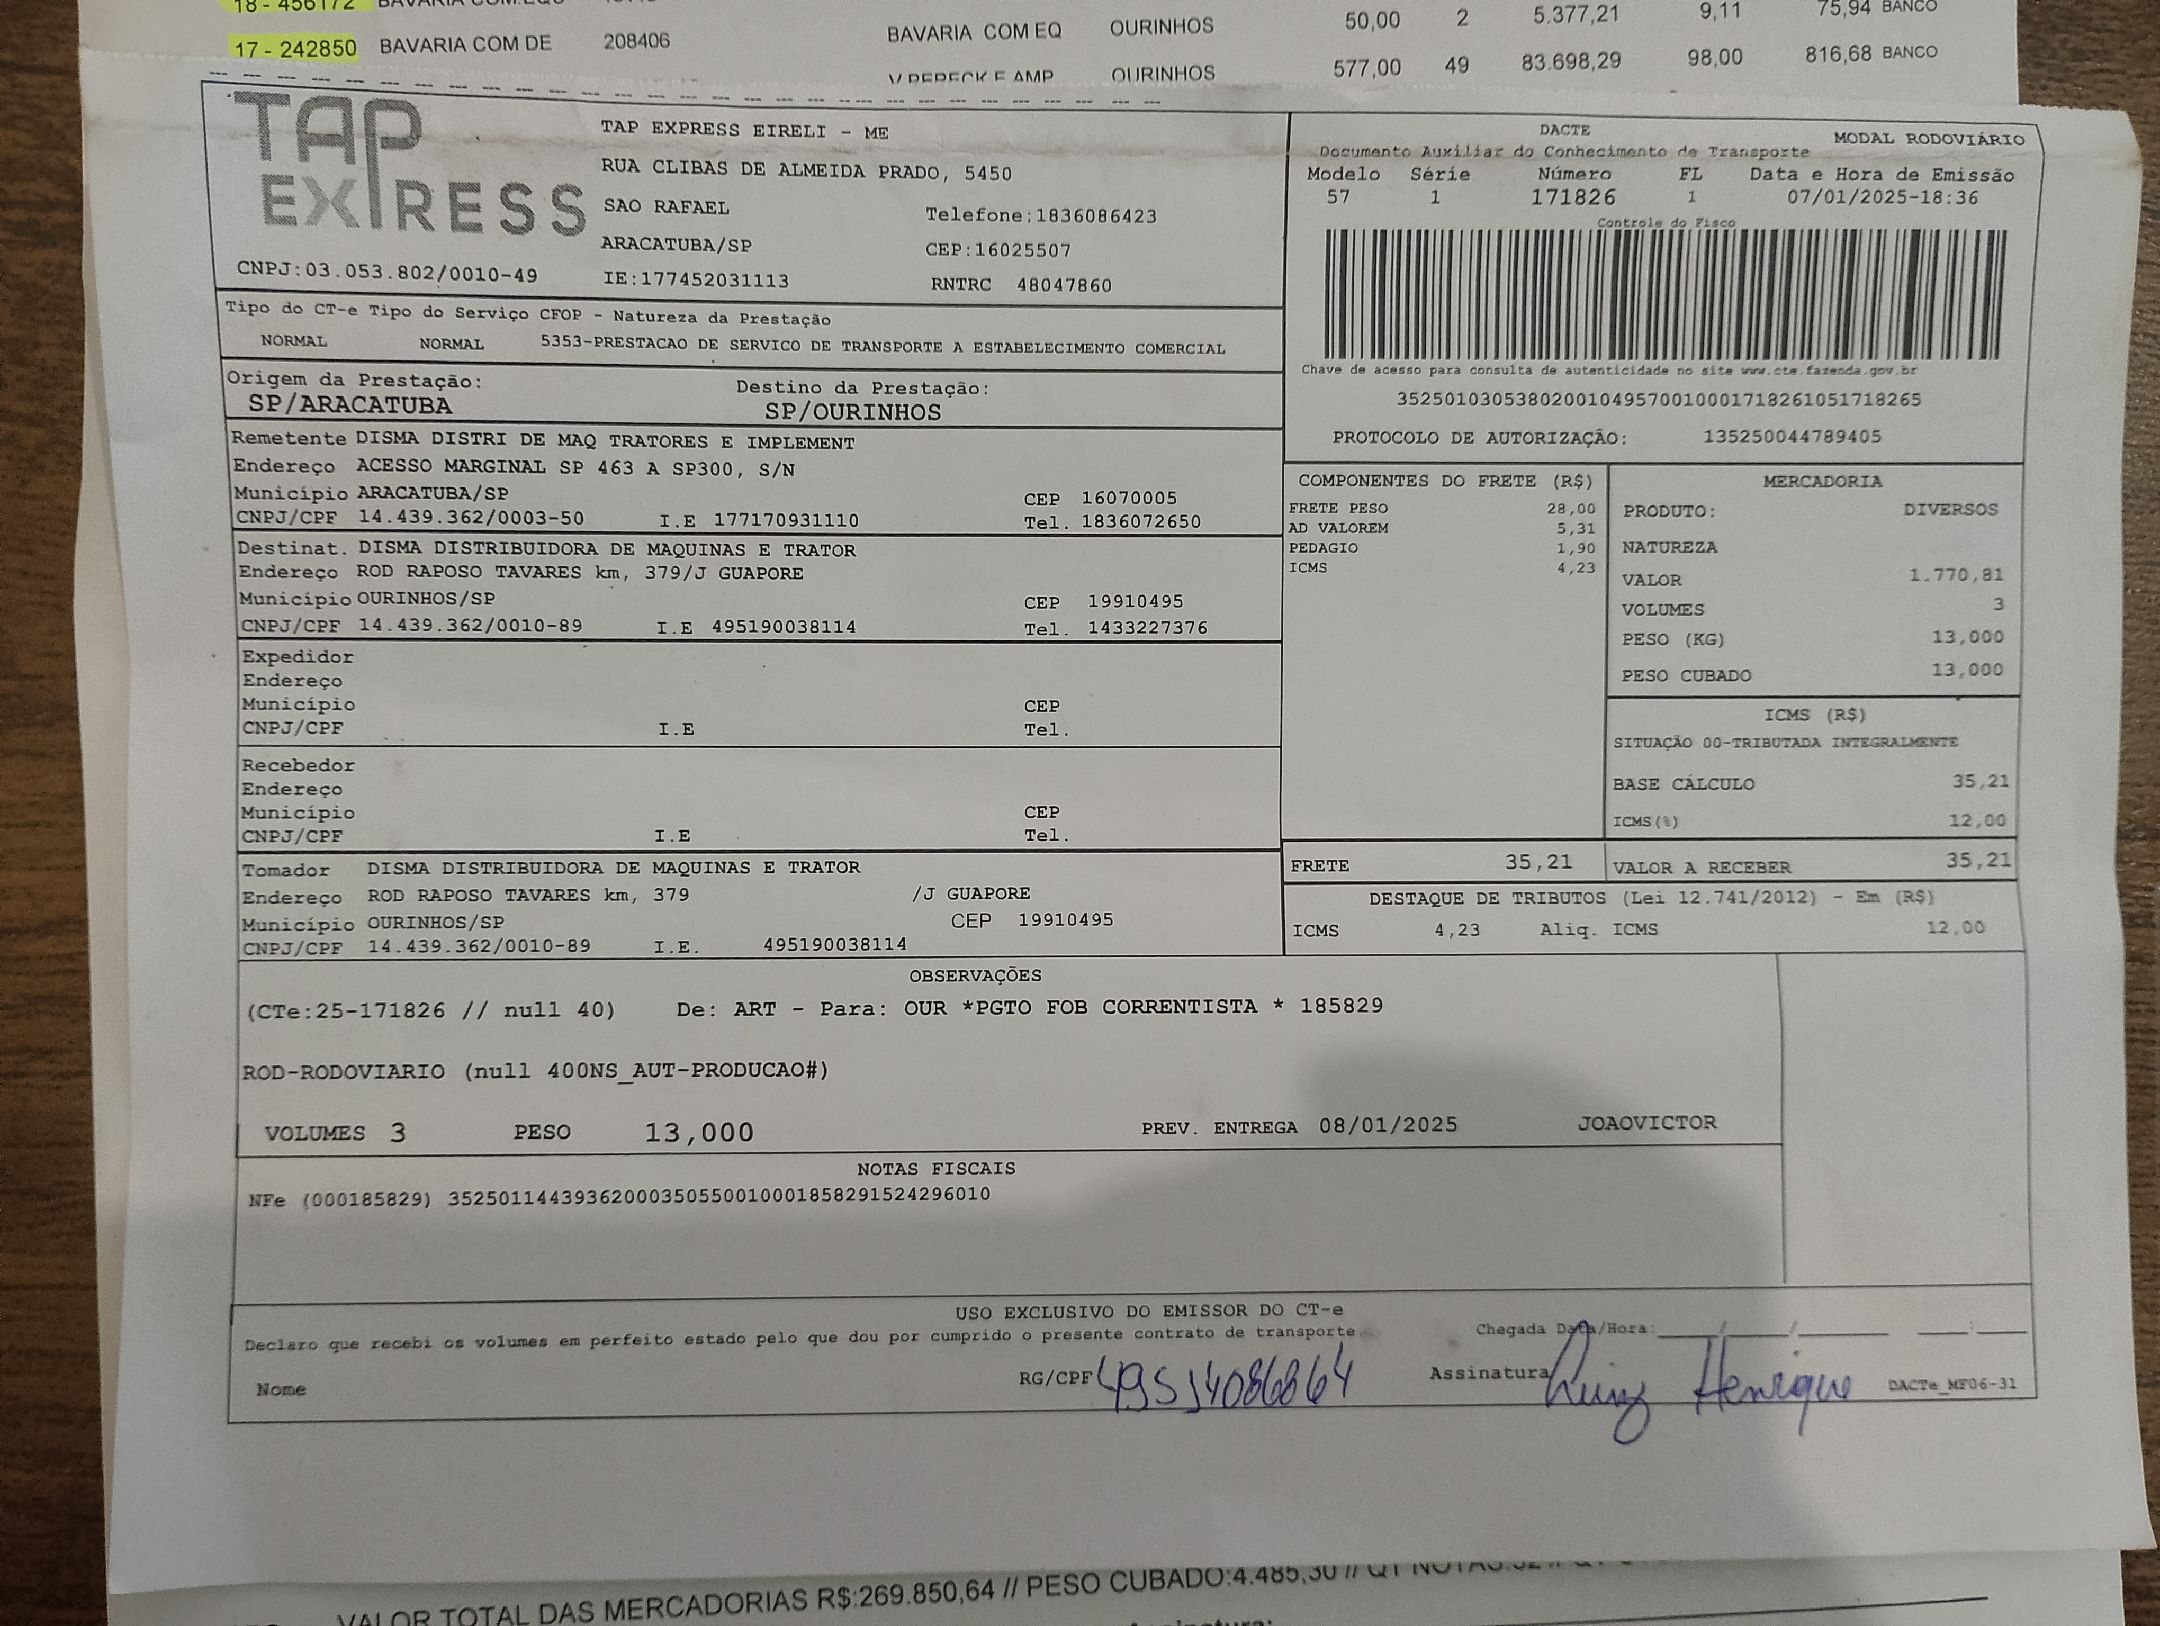 BAVARIA COM EQ OURINHOS 50,00 2 5.377,21 9,11 75,94 BANCO
17 - 242850 BAVARIA COM DE 208406
OURINHOS 577,00 49 83.698,29 98,00 816,68 BANCO
TAP EXPRESS
TAP EXPRESS EIRELI - ME
RUA CLIBAS DE ALMEIDA PRADO, 5450
SAO RAFAEL Telefone:1836086423
ARACATUBA/SP CEP:16025507
CNPJ:03.053.802/0010-49 IE:177452031113 RNTRC 48047860
DACTE MODAL RODOVIÁRIO
Documento Auxiliar do Conhecimento de Transporte
Modelo Série Número FL Data e Hora de Emissão
57 1 171826 1 07/01/2025-18:36
Controle do Fisco
Chave de acesso para consulta de autenticidade no site www.cte.fazenda.gov.br
35250103053802001049570010001718261051718265
PROTOCOLO DE AUTORIZAÇÃO: 135250044789405
Tipo do CT-e Tipo do Serviço CFOP - Natureza da Prestação
NORMAL NORMAL 5353-PRESTACAO DE SERVICO DE TRANSPORTE A ESTABELECIMENTO COMERCIAL
Origem da Prestação: Destino da Prestação:
SP/ARACATUBA SP/OURINHOS
Remetente DISMA DISTRI DE MAQ TRATORES E IMPLEMENT
Endereço ACESSO MARGINAL SP 463 A SP300, S/N
Município ARACATUBA/SP CEP 16070005
CNPJ/CPF 14.439.362/0003-50 I.E 177170931110 Tel. 1836072650
Destinat. DISMA DISTRIBUIDORA DE MAQUINAS E TRATOR
Endereço ROD RAPOSO TAVARES km, 379/J GUAPORE
Município OURINHOS/SP CEP 19910495
CNPJ/CPF 14.439.362/0010-89 I.E 495190038114 Tel. 1433227376
Expedidor
Endereço
Município CEP
CNPJ/CPF I.E Tel.
Recebedor
Endereço
Município CEP
CNPJ/CPF I.E Tel.
Tomador DISMA DISTRIBUIDORA DE MAQUINAS E TRATOR
Endereço ROD RAPOSO TAVARES km, 379 /J GUAPORE
Município OURINHOS/SP CEP 19910495
CNPJ/CPF 14.439.362/0010-89 I.E. 495190038114
COMPONENTES DO FRETE (R$)
FRETE PESO 28,00
AD VALOREM 5,31
PEDAGIO 1,90
ICMS 4,23
MERCADORIA
PRODUTO: DIVERSOS
NATUREZA
VALOR 1.770,81
VOLUMES 3
PESO (KG) 13,000
PESO CUBADO 13,000
ICMS (R$)
SITUAÇÃO 00-TRIBUTADA INTEGRALMENTE
BASE CÁLCULO 35,21
ICMS(%) 12,00
FRETE 35,21 VALOR A RECEBER 35,21
DESTAQUE DE TRIBUTOS (Lei 12.741/2012) - Em (R$)
ICMS 4,23 Aliq. ICMS 12,00
OBSERVAÇÕES
(CTe:25-171826 // null 40) De: ART - Para: OUR *PGTO FOB CORRENTISTA * 185829
ROD-RODOVIARIO (null 400NS_AUT-PRODUCAO#)
VOLUMES 3 PESO 13,000 PREV. ENTREGA 08/01/2025 JOAOVICTOR
NOTAS FISCAIS
NFe (000185829) 35250114439362000350550010001858291524296010
USO EXCLUSIVO DO EMISSOR DO CT-e
Declaro que recebi os volumes em perfeito estado pelo que dou por cumprido o presente contrato de transporte. Chegada Data/Hora:
Nome RG/CPF Assinatura Luiz Henrique DACTe_MF06-31
VALOR TOTAL DAS MERCADORIAS R$:269.850,64 // PESO CUBADO:4.485,30 //